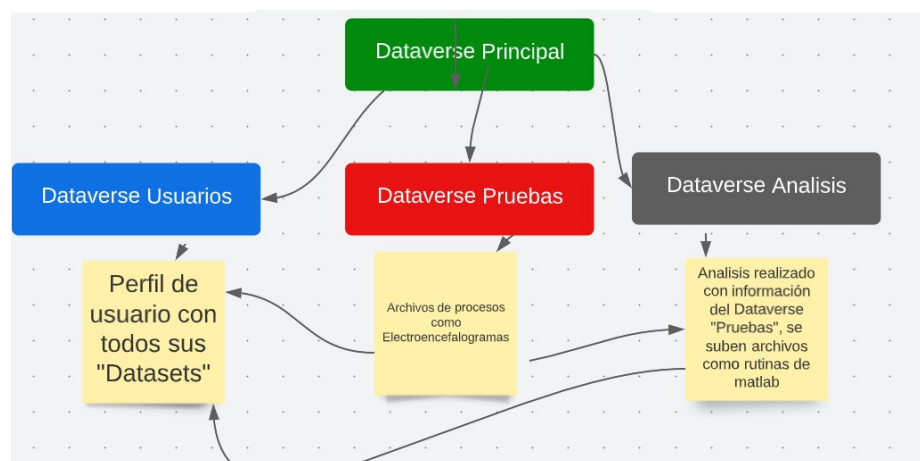 Dataverse Principal
Dataverse Usuarios
Dataverse Pruebas
Dataverse Analisis
Perfil de
usuario con
todos sus
"Datasets"
Archivos de procesos
como
Electroencefalogramas
Analisis realizado
con información
del Dataverse
"Pruebas", se
suben archivos
como rutinas de
matlab